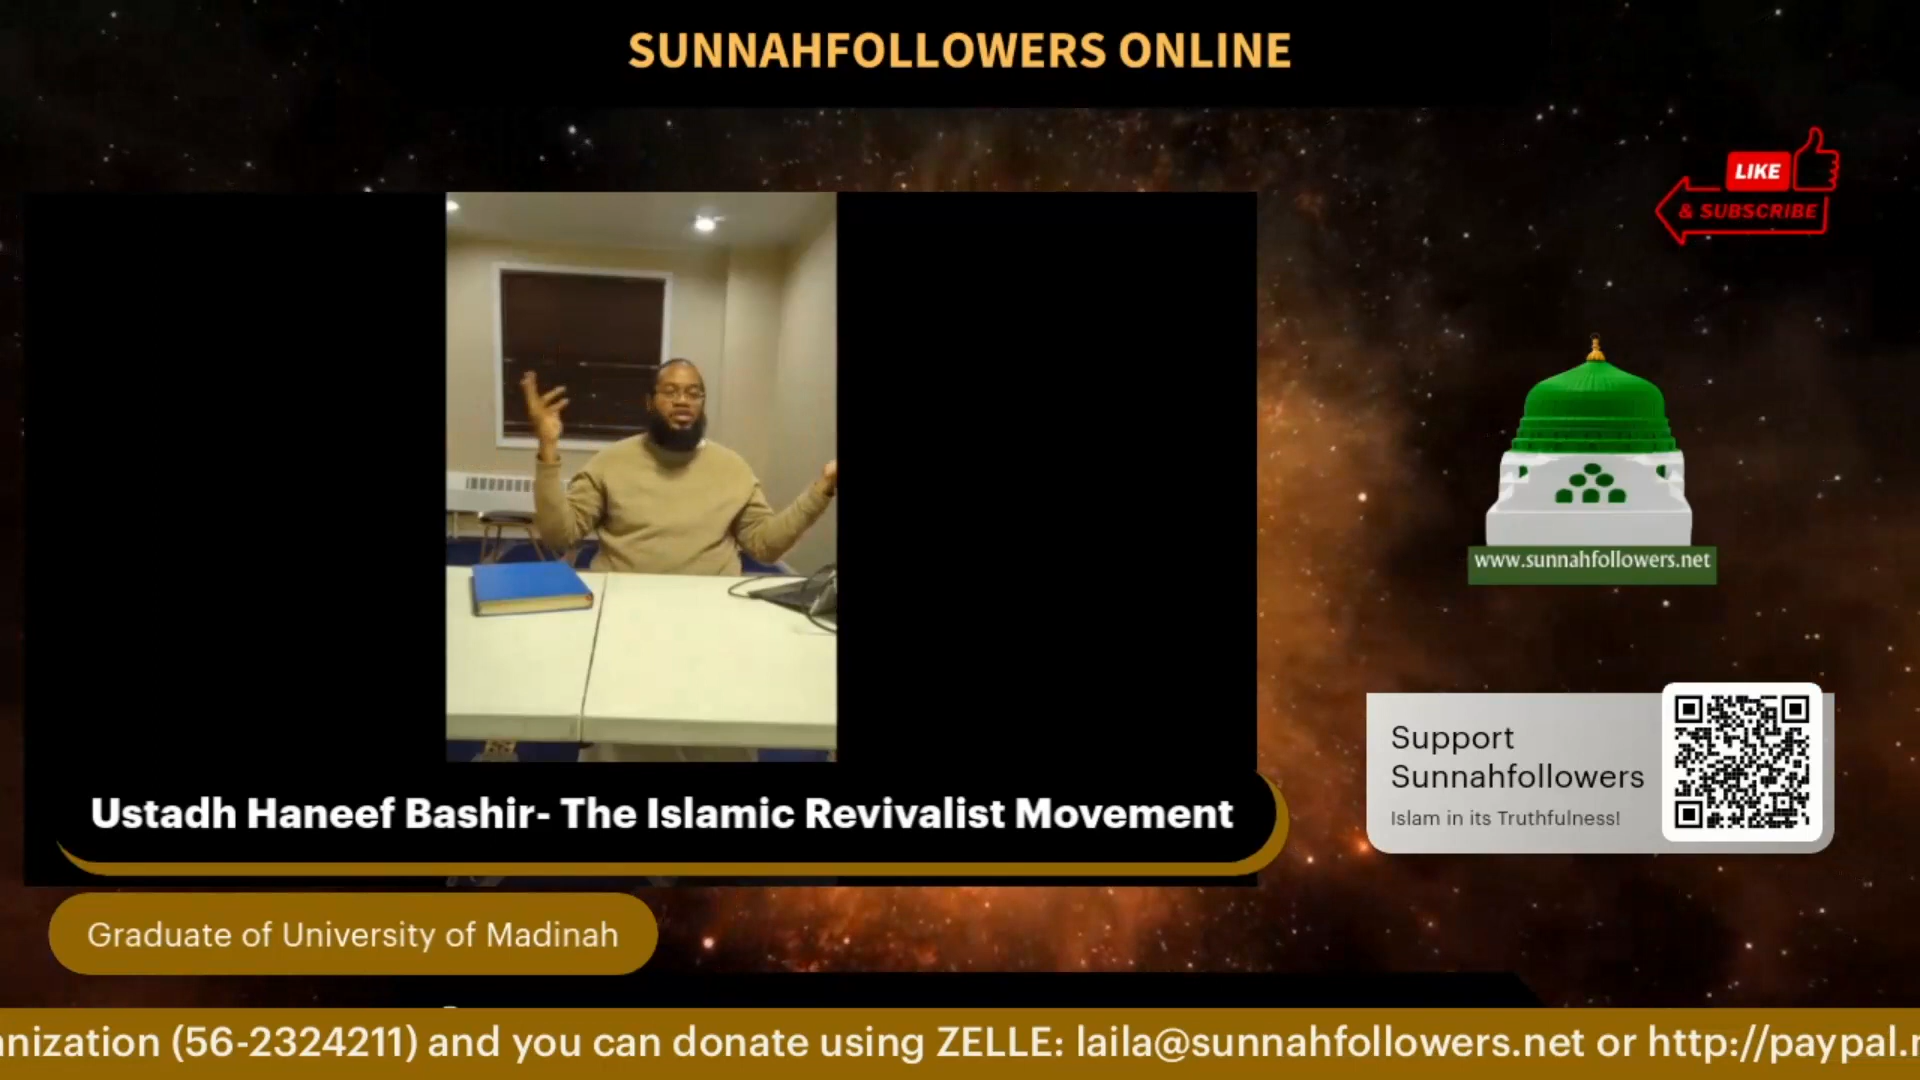 SUNNAHFOLLOWERS ONLINE
LIKE
& SUBSCRIBE
www.sunnahfollowers.net
Support
Sunnahfollowers
Islam in its Truthfulness!
Ustadh Haneef Bashir- The Islamic Revivalist Movement
Graduate of University of Madinah
anization (56-2324211) and you can donate using ZELLE: laila@sunnahfollowers.net or http://paypal.